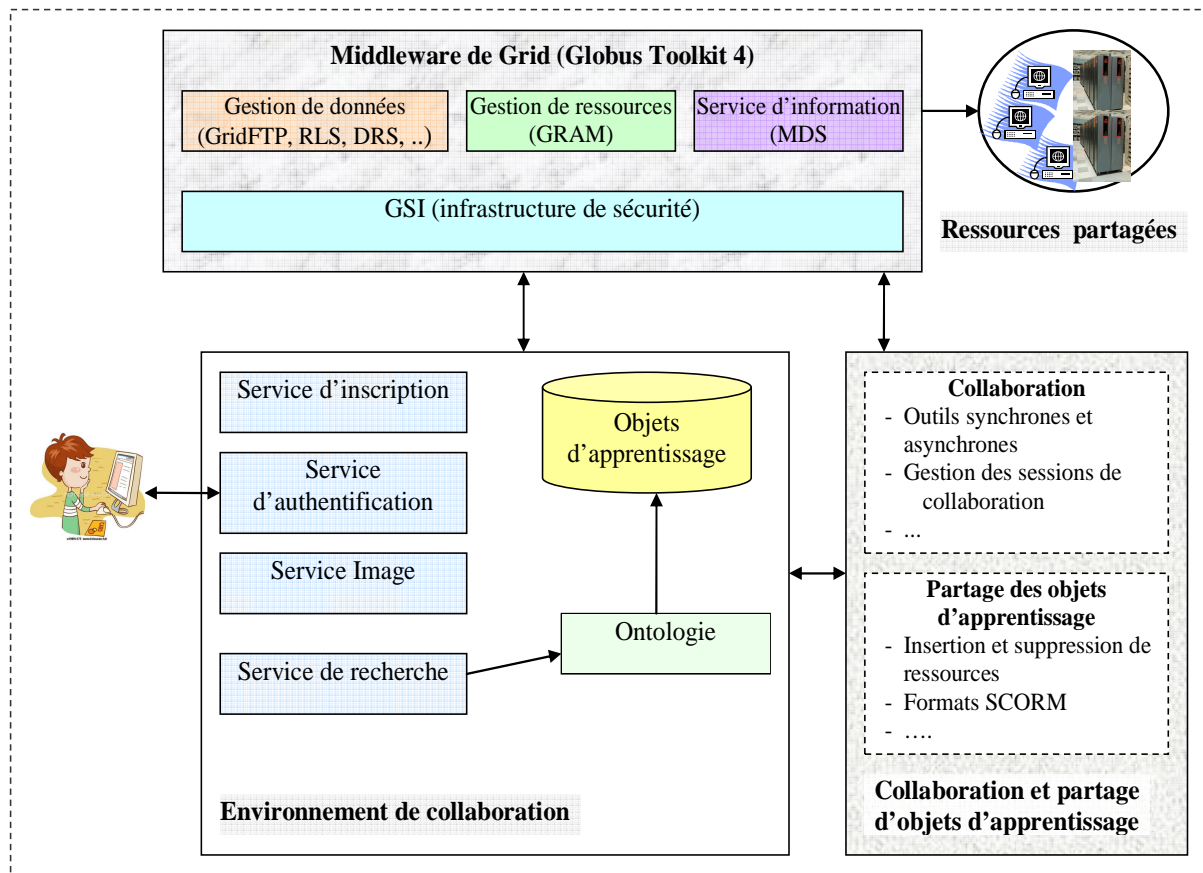 Middleware de Grid (Globus Toolkit 4)
Gestion de données
(GridFTP, RLS, DRS, ..)
Gestion de ressources
(GRAM)
Service d'information
(MDS
GSI (infrastructure de sécurité)
Ressources partagées
Service d'inscription
Service
d'authentification
Service Image
Service de recherche
Objets
d'apprentissage
Ontologie
Environnement de collaboration
Collaboration
- Outils synchrones et
asynchrones
- Gestion des sessions de
collaboration
- ...
Partage des objets
d'apprentissage
- Insertion et suppression de
ressources
- Formats SCORM
- ….
Collaboration et partage
d'objets d'apprentissage